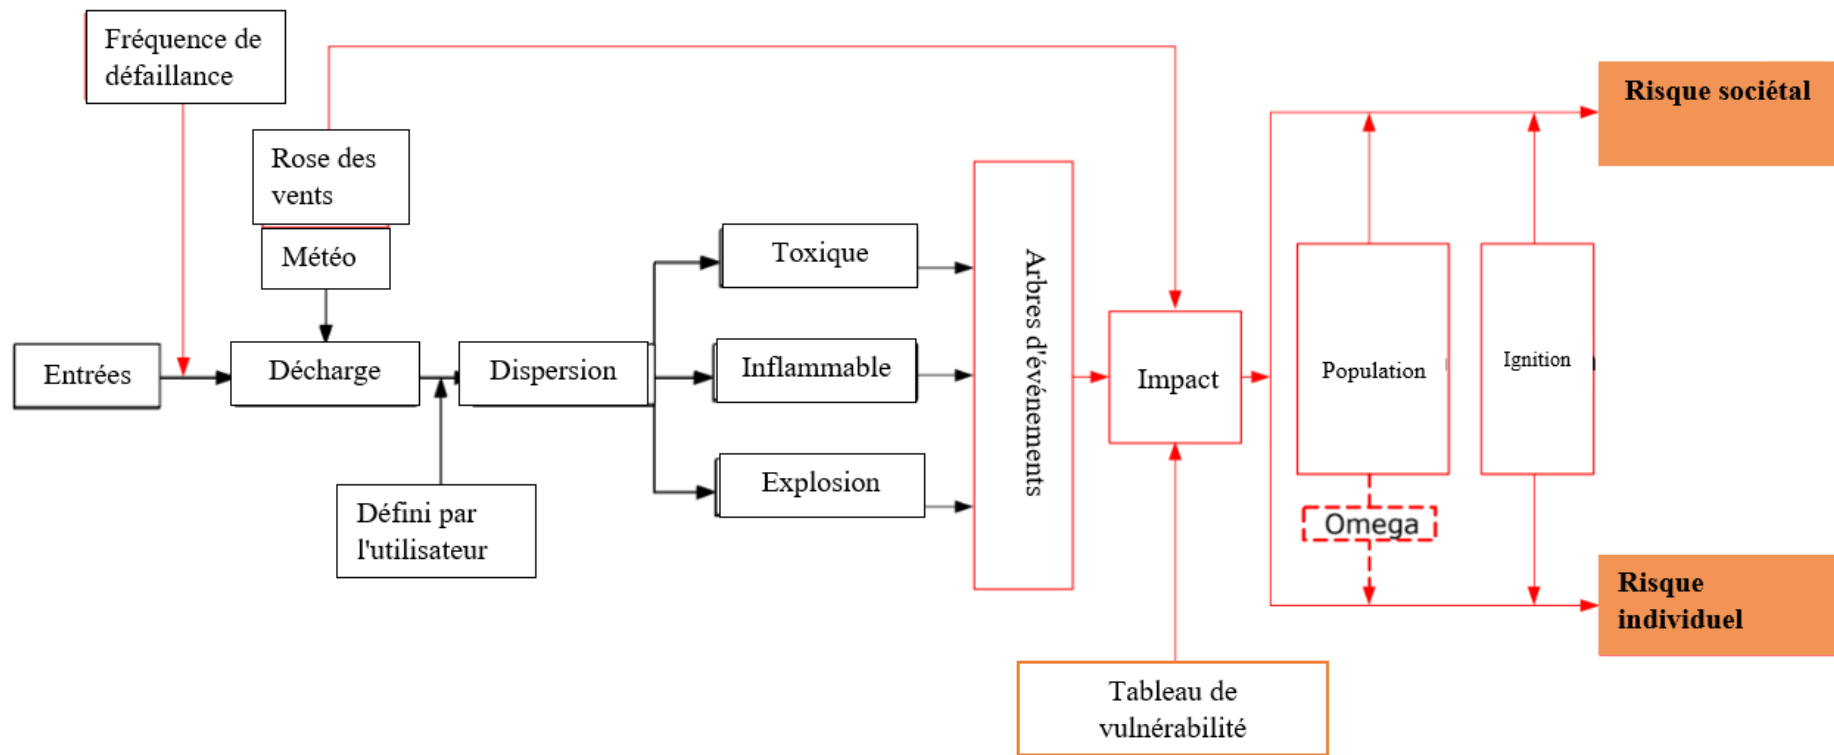 Fréquence de
défaillance
Rose des
vents
Météo
Entrées
Décharge
Défini par
l'utilisateur
Dispersion
Toxique
Inflammable
Explosion
Arbres d'événements
Impact
Tableau de
vulnérabilité
Population
Omega
Ignition
Risque sociétal
Risque
individuel